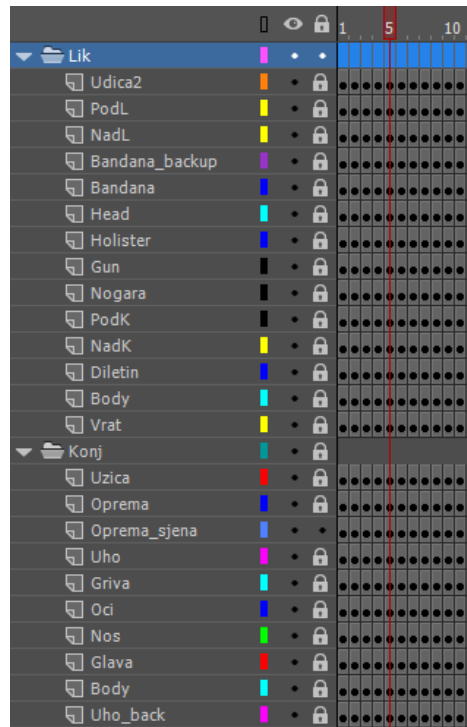 1 5 10
Lik
Udica2
PodL
NadL
Bandana_backup
Bandana
Head
Holister
Gun
Nogara
PodK
NadK
Diletin
Body
Vrat
Konj
Uzica
Oprema
Oprema_sjena
Uho
Griva
Oci
Nos
Glava
Body
Uho_back